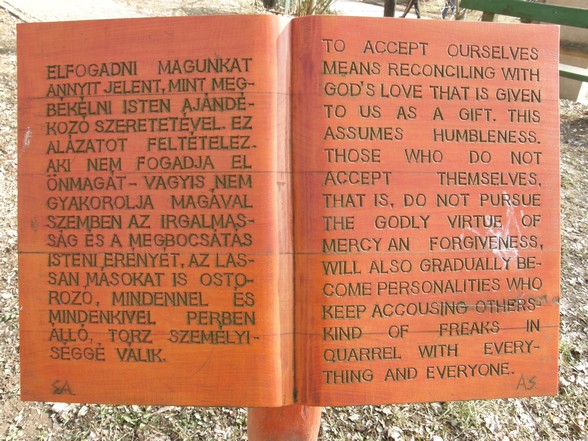 ELFOGADNI MAGUNKAT
ANNYIT JELENT, MINT MEG-
BÉKÉLNI ISTEN AJÁNDÉ-
KOZÓ SZERETETÉVEL. EZ
ALÁZATOT FELTÉTELEZ.
AKI NEM FOGADJA EL
ÖNMAGÁT - VAGYIS NEM
GYAKOROLJA MAGÁVAL
SZEMBEN AZ IRGALMAS-
SÁG ÉS A MEGBOCSÁTÁS
ISTENI ERÉNYÉT, AZ LAS-
SAN MÁSOKAT IS OSTO-
ROZÓ, MINDENNEL ÉS
MINDENKIVEL PERBEN
ÁLLÓ, TORZ SZEMÉLYI-
SÉGGÉ VÁLIK.
SA
TO ACCEPT OURSELVES
MEANS RECONCILING WITH
GOD'S LOVE THAT IS GIVEN
TO US AS A GIFT. THIS
ASSUMES HUMBLENESS.
THOSE WHO DO NOT
ACCEPT THEMSELVES,
THAT IS, DO NOT PURSUE
THE GODLY VIRTUE OF
MERCY AN FORGIVENESS,
WILL ALSO GRADUALLY BE-
COME PERSONALITIES WHO
KEEP ACCOUSING OTHERS-
KIND OF FREAKS IN
QUARREL WITH EVERY-
THING AND EVERYONE.
AS